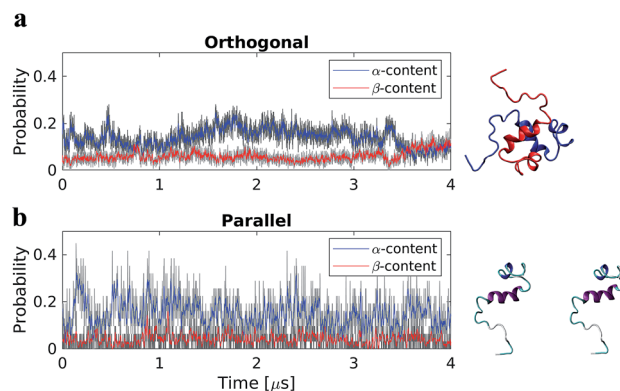 a
Orthogonal
Probability
0.4
0.2
0
α-content
β-content
0
1
2
3
4
b
Parallel
Probability
0.4
0.2
0
α-content
β-content
0
1
2
3
4
Time [μs]